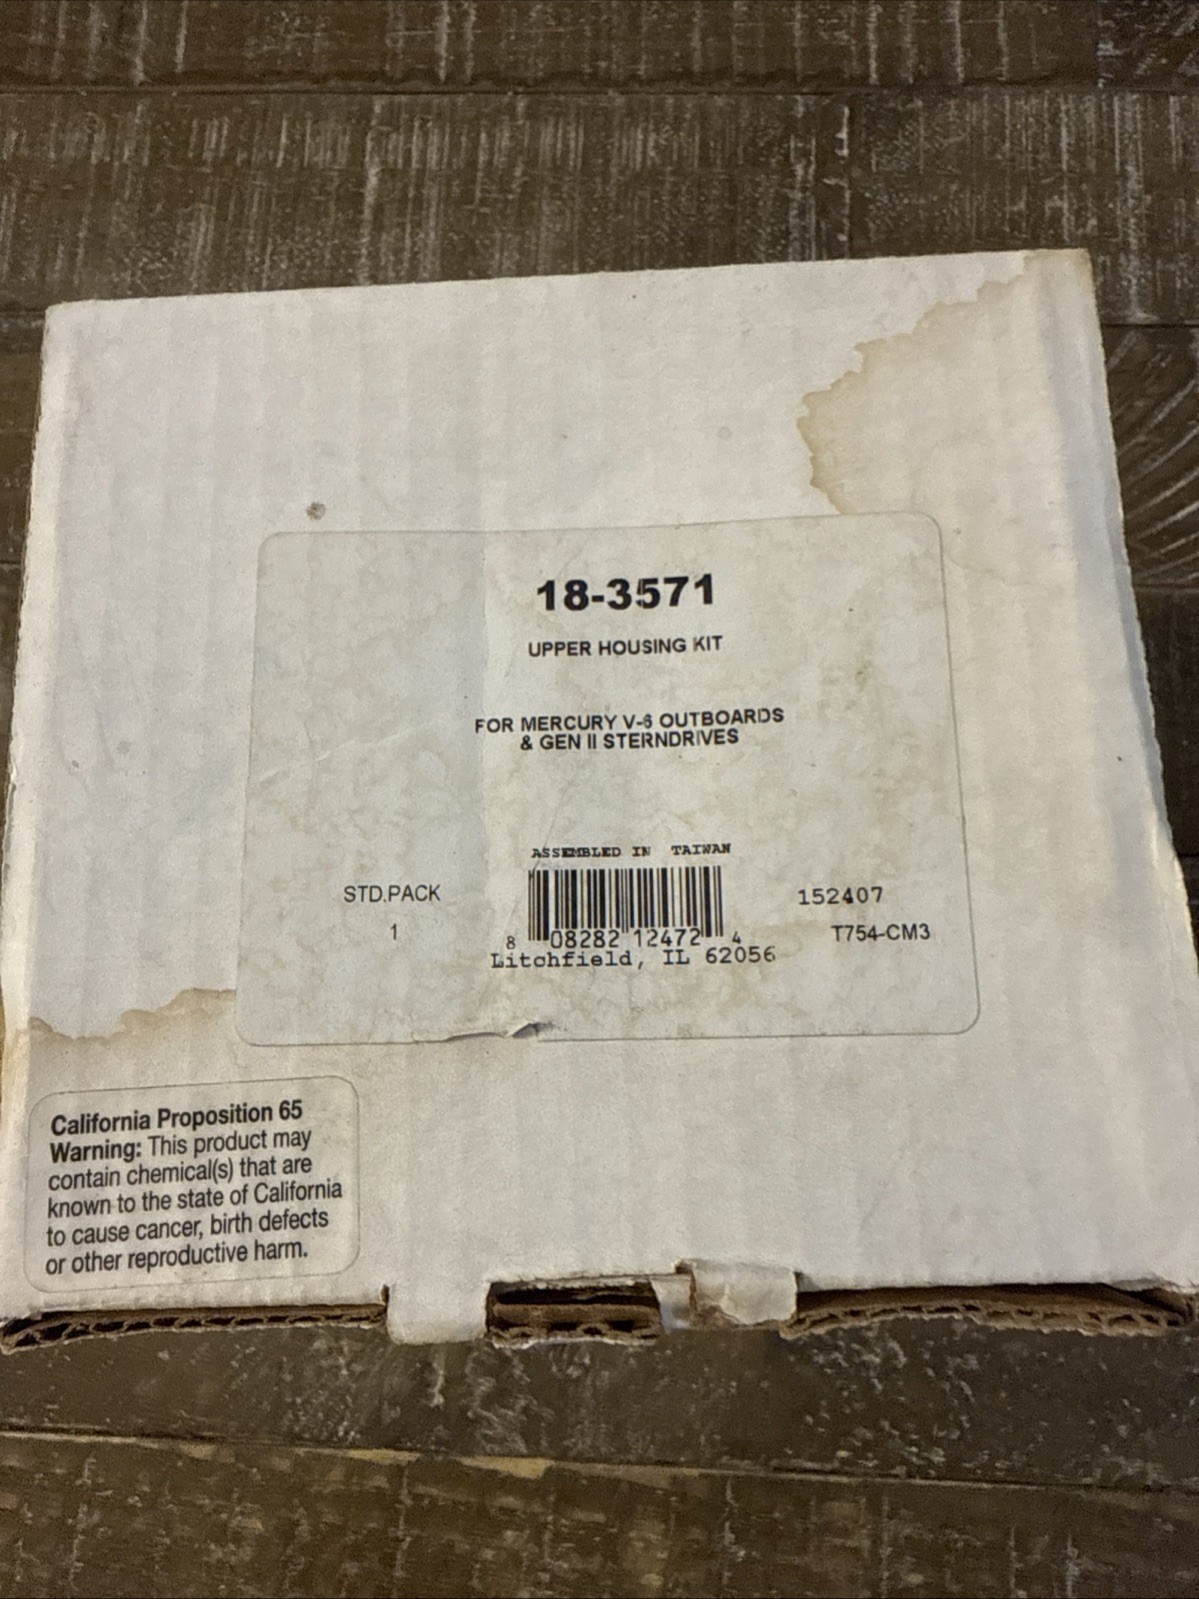 18-3571
UPPER HOUSING KIT
FOR MERCURY V-6 OUTBOARDS
& GEN II STERNDRIVES
ASSEMBLED IN TAIWAN
STD.PACK
1
152407
T754-CM3
8 08282 12472 4
Litchfield, IL 62056
California Proposition 65
Warning: This product may
contain chemical(s) that are
known to the state of California
to cause cancer, birth defects
or other reproductive harm.